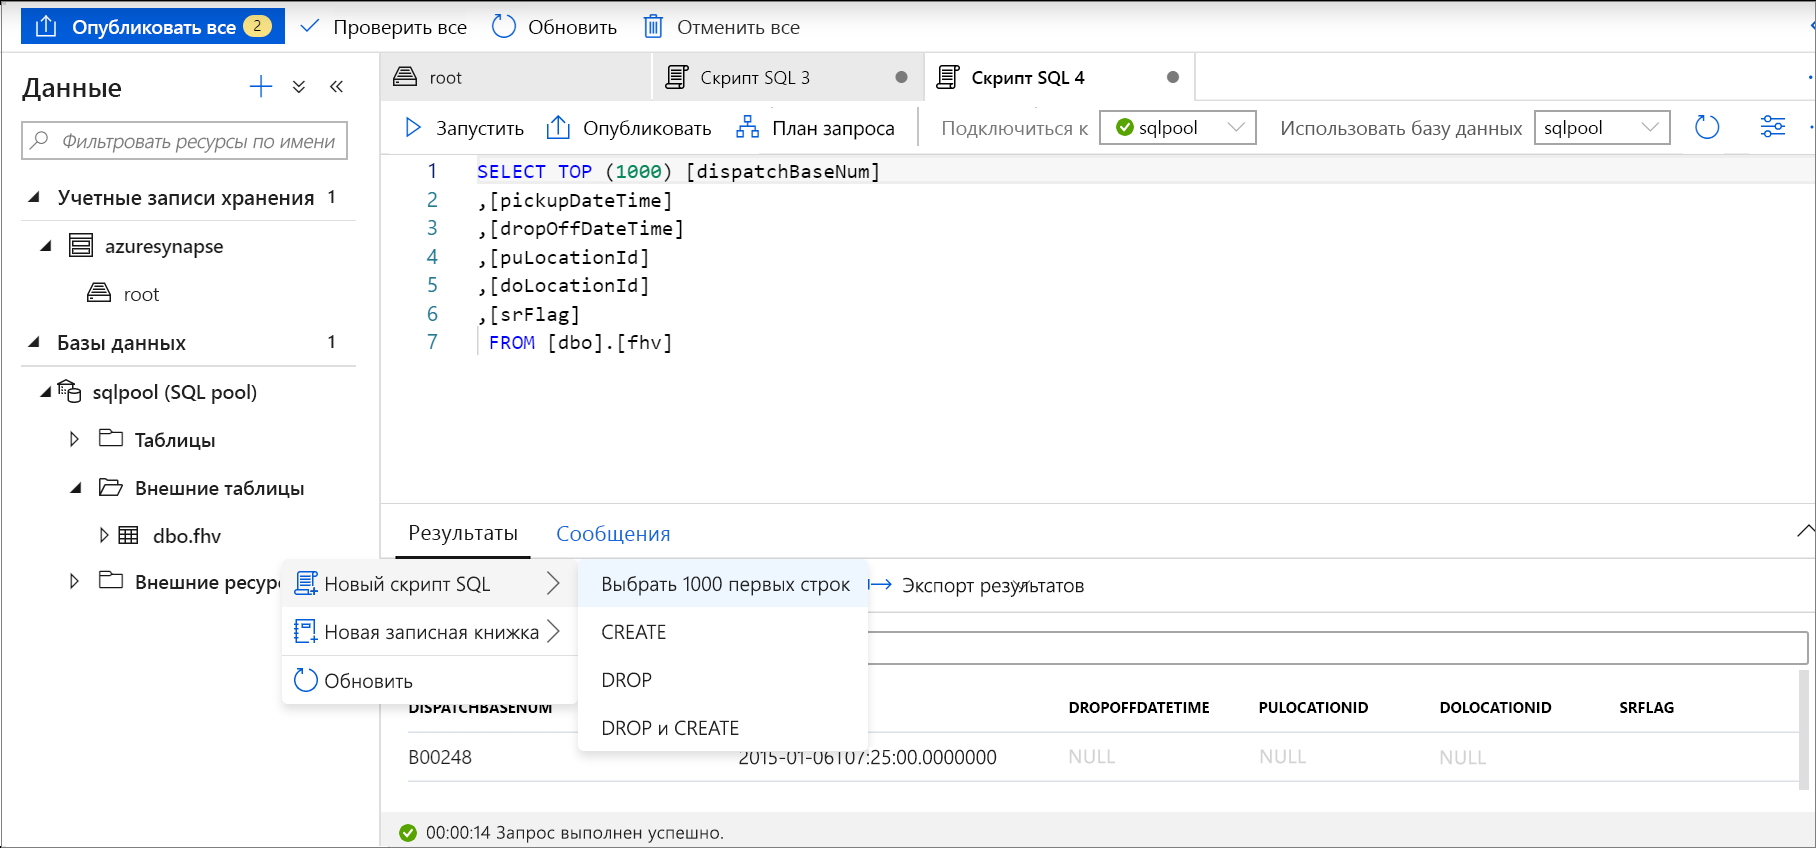 Опубликовать все 2 Проверить все Обновить Отменить все
Данные
Фильтровать ресурсы по имени
Учетные записи хранения 1
azuresynapse
root
Базы данных 1
sqlpool (SQL pool)
Таблицы
Внешние таблицы
dbo.fhv
root Скрипт SQL 3 Скрипт SQL 4
Запустить Опубликовать План запроса Подключиться к sqlpool Использовать базу данных sqlpool
1 SELECT TOP (1000) [dispatchBaseNum]
2 ,[pickupDateTime]
3 ,[dropOffDateTime]
4 ,[puLocationId]
5 ,[doLocationId]
6 ,[srFlag]
7 FROM [dbo].[fhv]
Результаты Сообщения
Внешние ресур
Новый скрипт SQL
Новая записная книжка
Обновить
Выбрать 1000 первых строк
CREATE
DROP
DROP и CREATE
Экспорт результатов
DISPATCHBASENUM DROPOFFDATETIME PULOCATIONID DOLOCATIONID SRFLAG
B00248 2015-01-06T07:25:00.0000000 NULL NULL NULL
00:00:14 Запрос выполнен успешно.